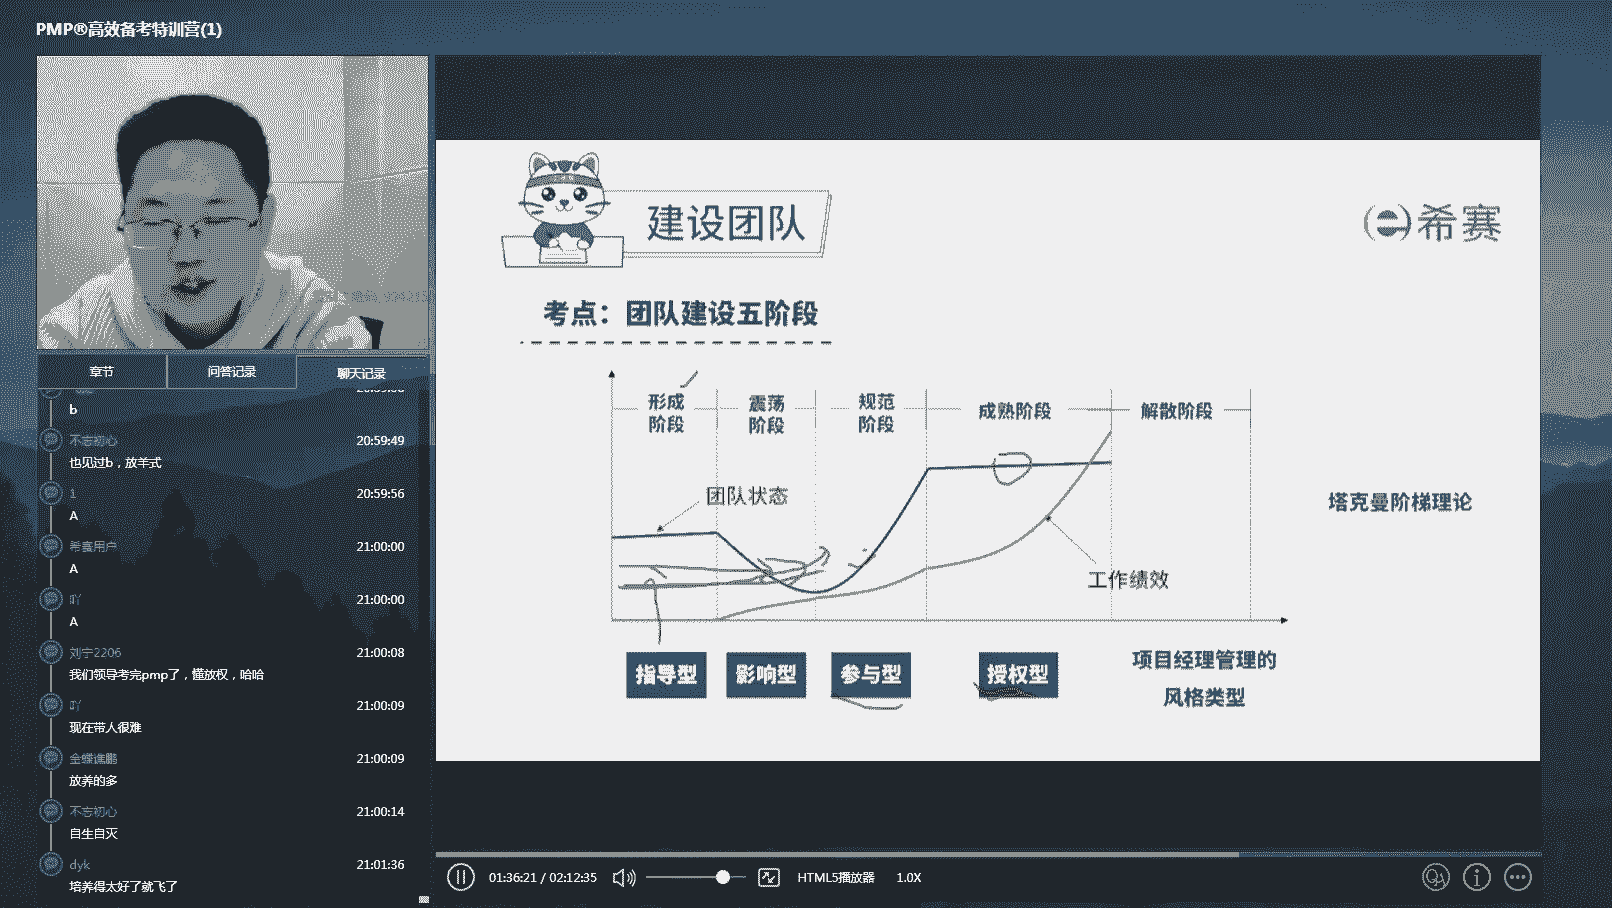 PMP®高效备考特训营(1)
章节
问答记录
聊天记录
b
不忘初心
20:59:49
也见过b，放羊式
1
20:59:56
A
希赛用户
21:00:00
A
吖
21:00:00
A
刘宁2206
21:00:08
我们领导考完pmp了，懂放权，哈哈
吖
21:00:09
现在带人很难
21:00:09
放养的多
不忘初心
21:00:14
自生自灭
dyk
21:01:36
培养得太好了就飞了
建设团队
希赛
考点：团队建设五阶段
形成
阶段
震荡
阶段
规范
阶段
成熟阶段
解散阶段
团队状态
塔克曼阶梯理论
工作绩效
指导型
影响型
参与型
授权型
项目经理管理的
风格类型
01:36:21 / 02:12:35
HTML5播放器
1.0X